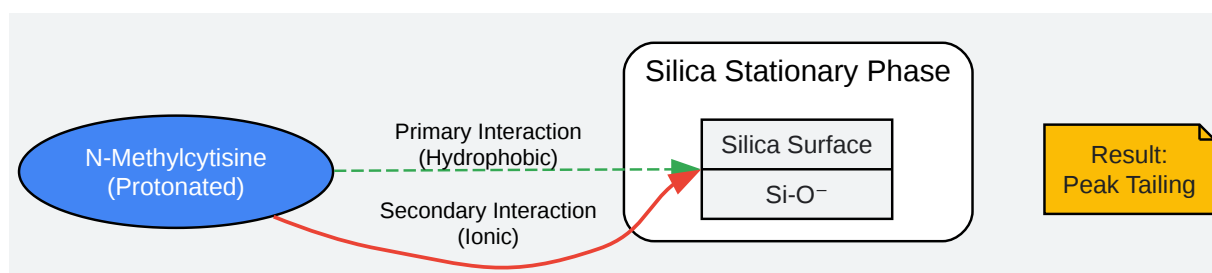 N-Methylcytisine
(Protonated)
Primary Interaction
(Hydrophobic)
Secondary Interaction
(Ionic)
Silica Stationary Phase
Silica Surface
Si-O⁻
Result:
Peak Tailing